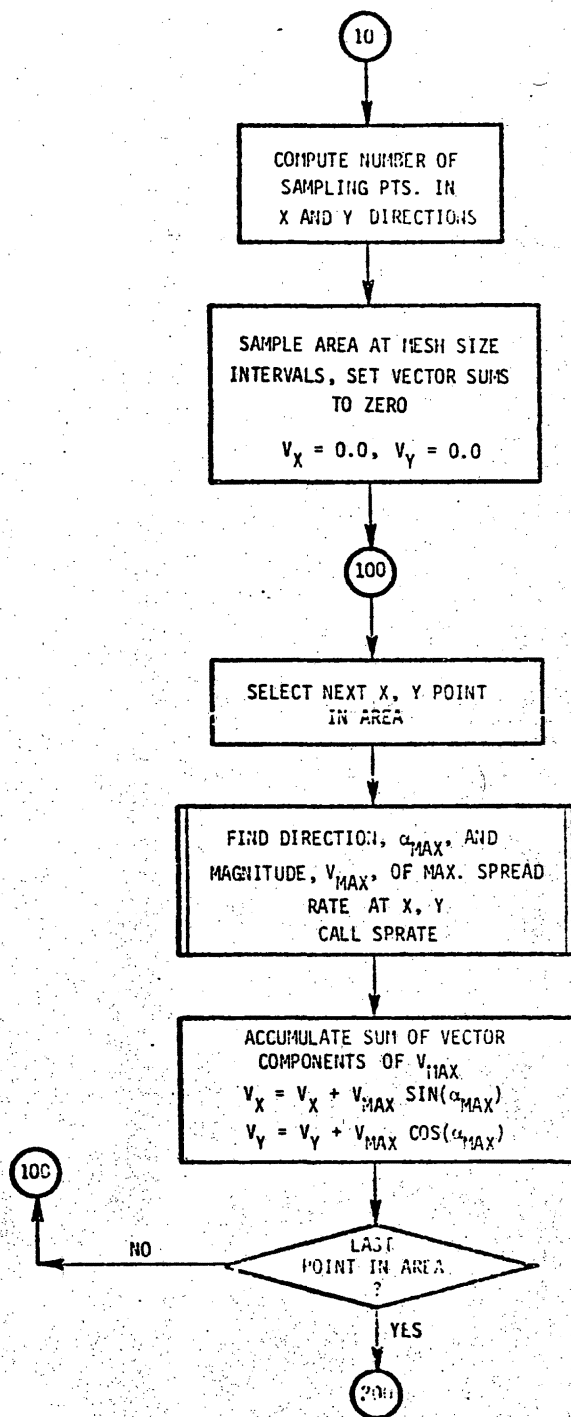 10
COMPUTE NUMBER OF
SAMPLING PTS. IN
X AND Y DIRECTIONS
SAMPLE AREA AT MESH SIZE
INTERVALS, SET VECTOR SUMS
TO ZERO
V_X = 0.0, V_Y = 0.0
100
SELECT NEXT X, Y POINT
IN AREA
FIND DIRECTION, α_MAX, AND
MAGNITUDE, V_MAX, OF MAX. SPREAD
RATE AT X, Y
CALL SPRATE
ACCUMULATE SUM OF VECTOR
COMPONENTS OF V_MAX
V_X = V_X + V_MAX SIN(α_MAX)
V_Y = V_Y + V_MAX COS(α_MAX)
100
NO
LAST
POINT IN AREA
?
YES
200